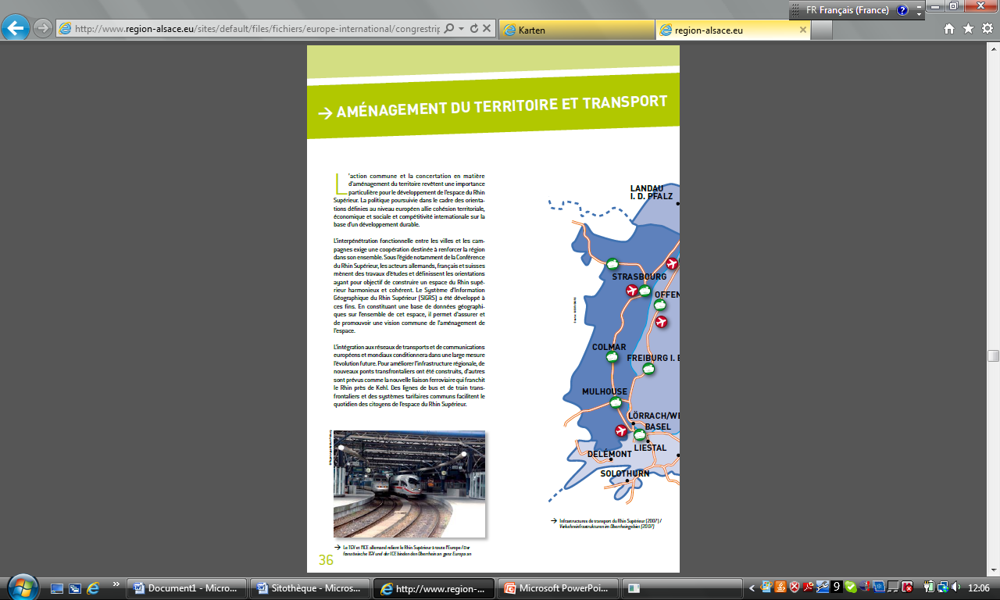 FR Français (France)
http://www.region-alsace.eu/sites/default/files/fichiers/europe-international/congrestrip
Karten
region-alsace.eu
→ AMÉNAGEMENT DU TERRITOIRE ET TRANSPORT
L'action commune et la concertation en matière
d'aménagement du territoire revêtent une importance
particulière pour le développement de l'espace du Rhin
Supérieur. La politique poursuivie dans le cadre des orienta-
tions définies au niveau européen allie cohésion territoriale,
économique et sociale et compétitivité internationale sur la
base d'un développement durable.
L'interpénétration fonctionnelle entre les villes et les cam-
pagnes exige une coopération destinée à renforcer la région
dans son ensemble. Sous l'égide notamment de la Conférence
du Rhin Supérieur, les acteurs allemands, français et suisses
mènent des travaux d'études et définissent les orientations
ayant pour objectif de construire un espace du Rhin supé-
rieur harmonieux et cohérent. Le Système d'Information
Géographique du Rhin Supérieur (SIGRS) a été développé à
ces fins. En constituant une base de données géographi-
ques sur l'ensemble de cet espace, il permet d'assurer et
de promouvoir une vision commune de l'aménagement de
l'espace.
L'intégration aux réseaux de transports et de communications
européens et mondiaux conditionnera dans une large mesure
l'évolution future. Pour améliorer l'infrastructure régionale, de
nouveaux ponts transfrontaliers ont été construits, d'autres
sont prévus comme la nouvelle liaison ferroviaire qui franchit
le Rhin près de Kehl. Des lignes de bus et de train trans-
frontaliers et des systèmes tarifaires communs facilitent le
quotidien des citoyens de l'espace du Rhin Supérieur.
→ Le TGV et l'ICE allemand relient le Rhin Supérieur à toute l'Europe / Der
französische TGV und der ICE binden den Oberrhein an ganz Europa an
36
LANDAU
I. D. PFALZ
STRASBOURG
OFFEN
COLMAR
FREIBURG I. B
MULHOUSE
LÖRRACH/WE
BASEL
LIESTAL
DELÉMONT
SOLOTHURN
→ Infrastructures de transport du Rhin Supérieur (2007) /
Verkehrsinfrastrukturen im Oberrheingebiet (2007)
Document1 - Micro...
Sitothèque - Micros...
http://www.region-...
Microsoft PowerPoi...
9
12:06